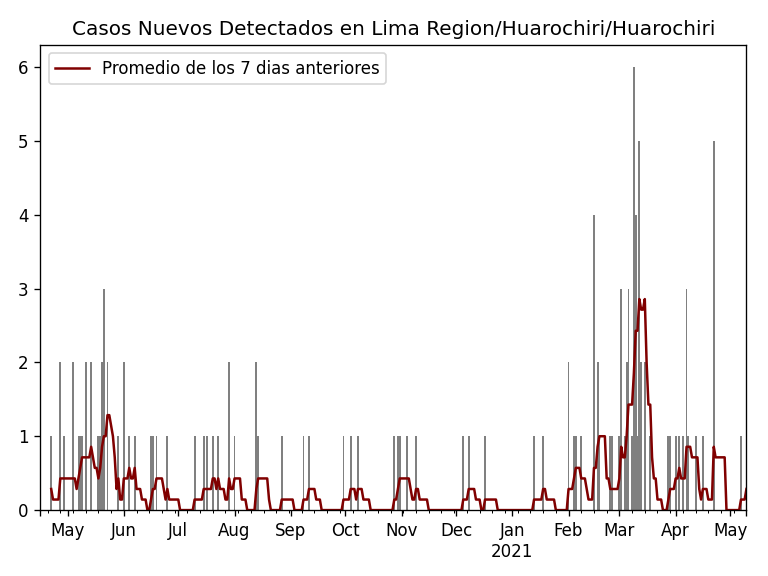 Casos Nuevos Detectados en Lima Region/Huarochiri/Huarochiri
Promedio de los 7 dias anteriores
6
5
4
3
2
1
0
May Jun Jul Aug Sep Oct Nov Dec Jan Feb Mar Apr May
2021